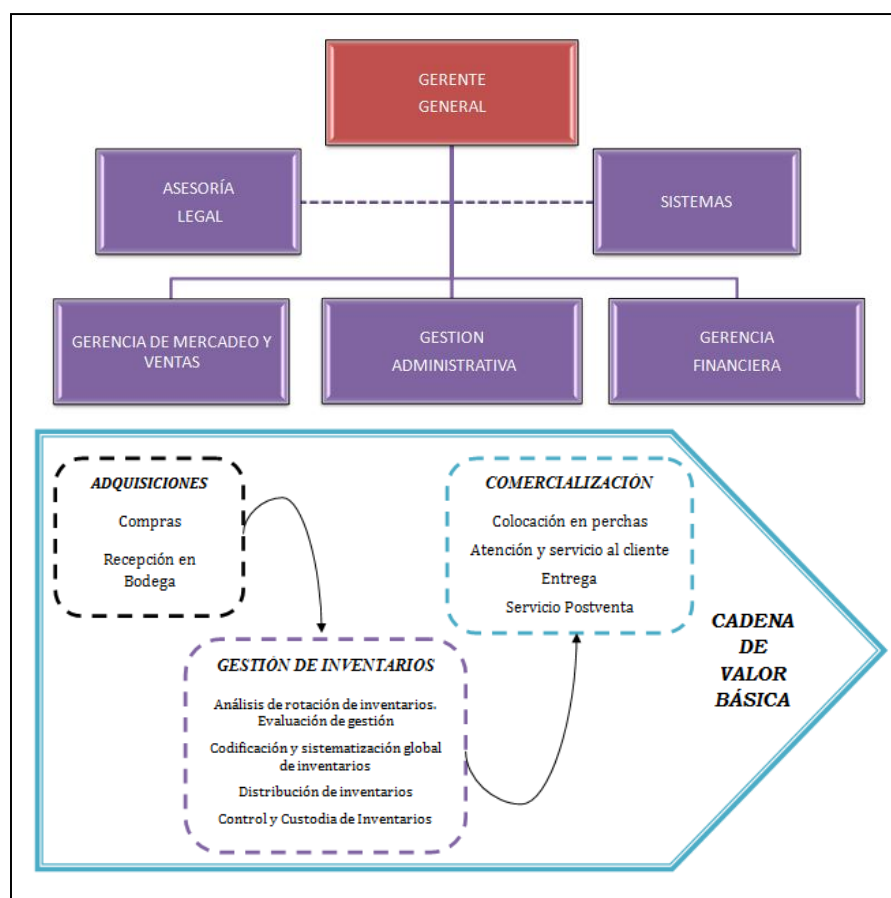 GERENTE
GENERAL
ASESORÍA
LEGAL
SISTEMAS
GERENCIA DE MERCADEO Y
VENTAS
GESTION
ADMINISTRATIVA
GERENCIA
FINANCIERA
ADQUISICIONES
Compras
Recepción en
Bodega
GESTIÓN DE INVENTARIOS
Análisis de rotación de inventarios.
Evaluación de gestión
Codificación y sistematización global
de inventarios
Distribución de inventarios
Control y Custodia de Inventarios
COMERCIALIZACIÓN
Colocación en perchas
Atención y servicio al cliente
Entrega
Servicio Postventa
CADENA
DE
VALOR
BÁSICA